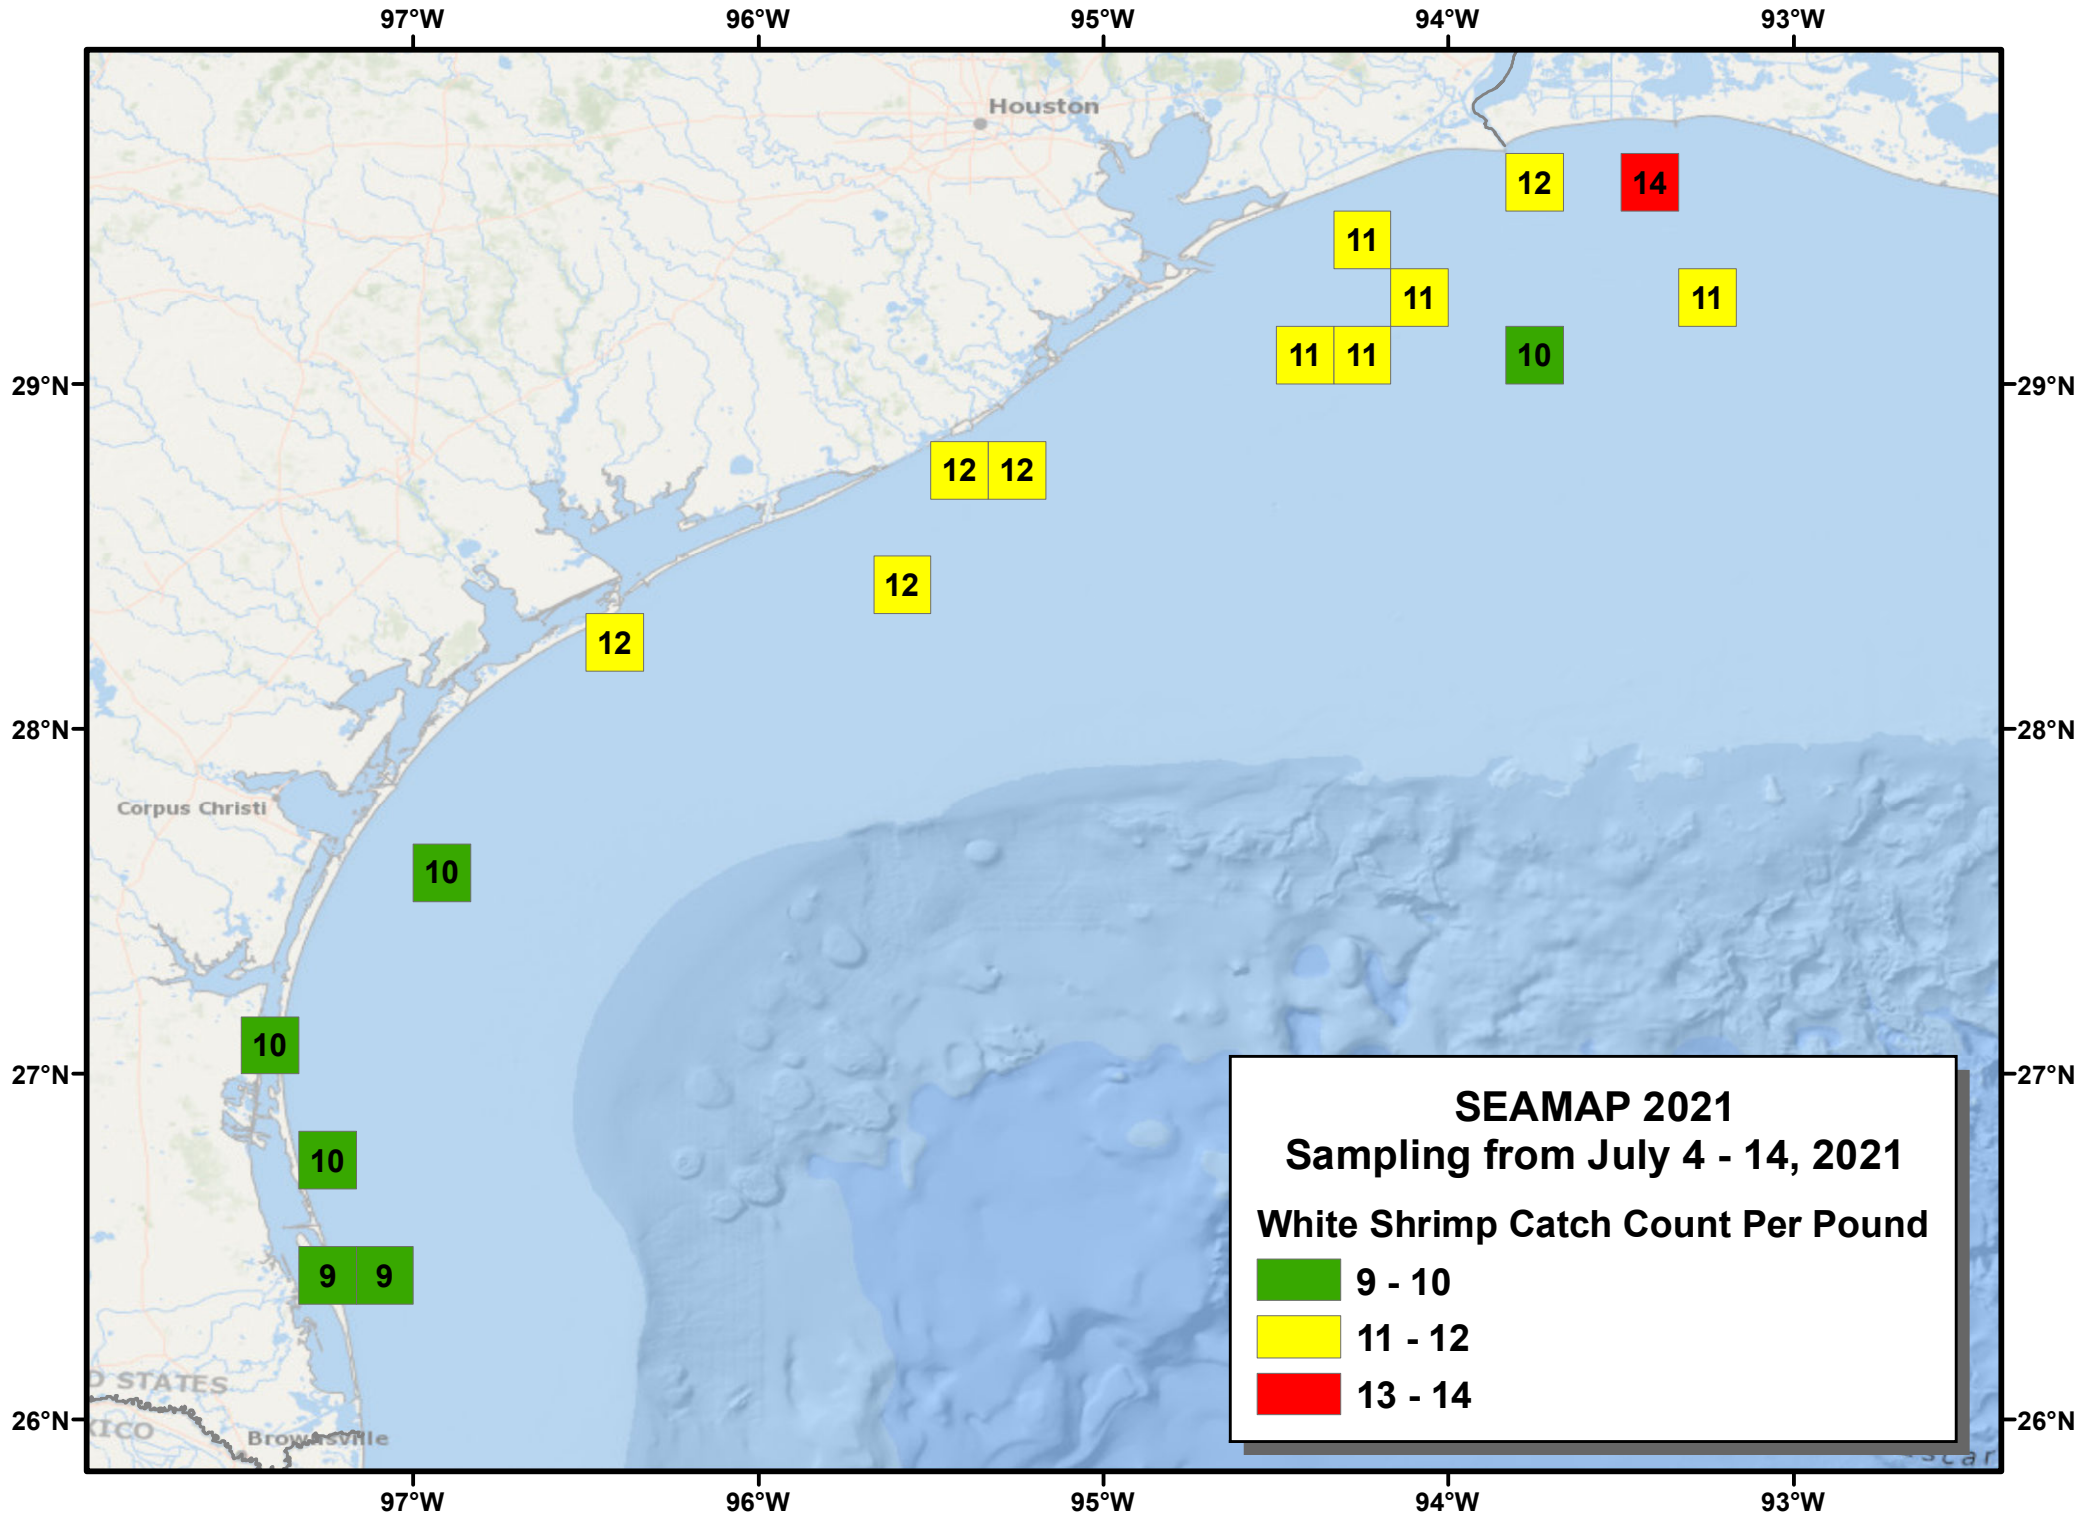 97°W 96°W 95°W 94°W 93°W
Houston
12 14
11
11 11
11 11 10
29°N 29°N
12 12
12
12
28°N 28°N
Corpus Christi
10
10
27°N 27°N
10
9 9
SEAMAP 2021
Sampling from July 4 - 14, 2021
White Shrimp Catch Count Per Pound
9 - 10
11 - 12
13 - 14
D STATES
26°N 26°N
XICO
Brownsville
97°W 96°W 95°W 94°W 93°W